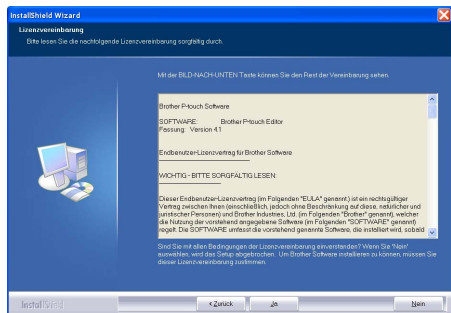 InstallShield Wizard
Lizenzvereinbarung
Bitte lesen Sie die nachfolgende Lizenzvereinbarung sorgfältig durch.
Mit der BILD-NACH-UNTEN Taste können Sie den Rest der Vereinbarung sehen.
Brother P-touch Software
SOFTWARE: Brother P-touch Editor
Fassung: Version 4.1
Endbenutzer-Lizenzvertrag für Brother Software
WICHTIG - BITTE SORGFÄLTIG LESEN:
Dieser Endbenutzer-Lizenzvertrag (im Folgenden "EULA" genannt) ist ein rechtsgültiger
Vertrag zwischen Ihnen (einschließlich, jedoch ohne Beschränkung auf diese, natürlicher und
juristischer Personen) und Brother Industries, Ltd. (im Folgenden "Brother" genannt), welcher
die Nutzung der vorstehend angegebene Software (im Folgenden "SOFTWARE" genannt)
regelt. Die SOFTWARE umfasst die vorstehend genannte Software, die installiert wird, sobald
Sind Sie mit allen Bedingungen der Lizenzvereinbarung einverstanden? Wenn Sie 'Nein'
auswählen, wird das Setup abgebrochen. Um Brother Software installieren zu können, müssen Sie
dieser Lizenzvereinbarung zustimmen.
InstallShield
< Zurück
Ja
Nein